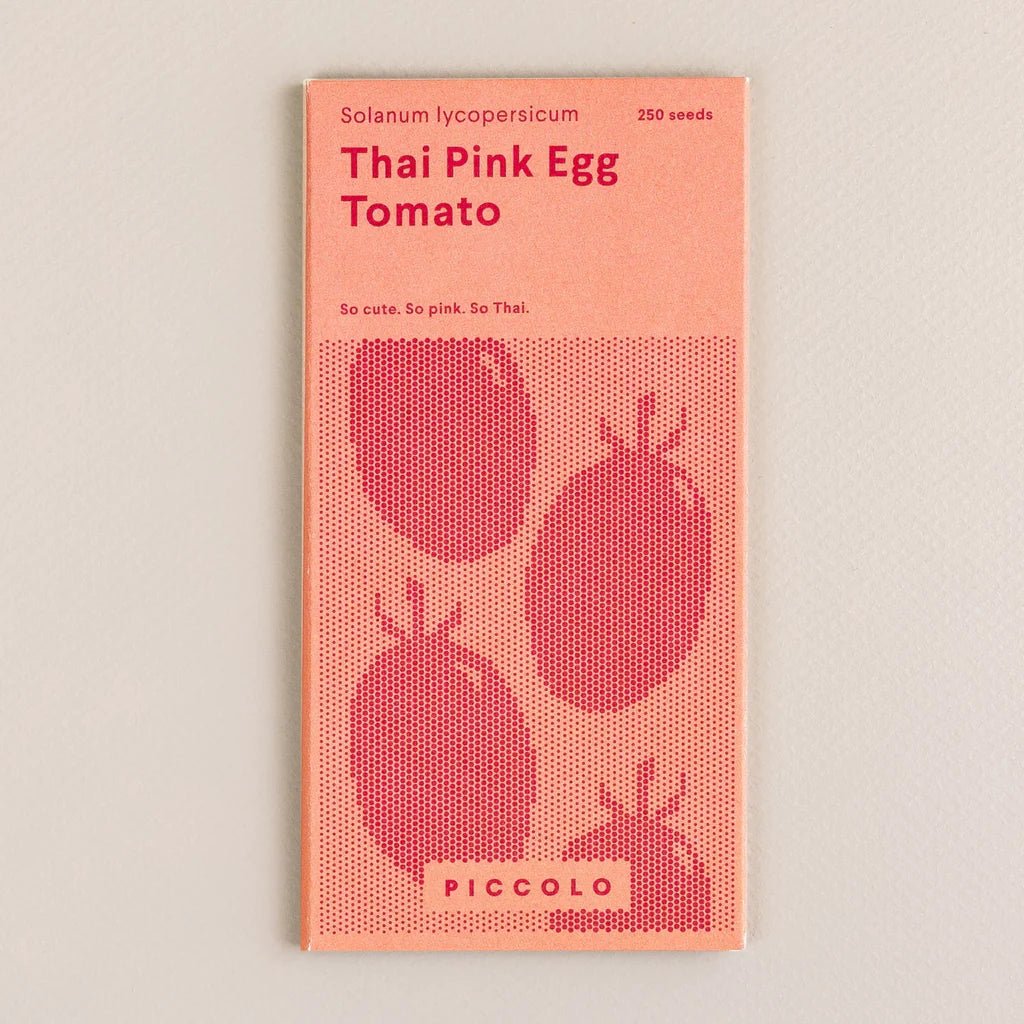 Solanum lycopersicum 250 seeds
Thai Pink Egg
Tomato
So cute. So pink. So Thai.
PICCOLO